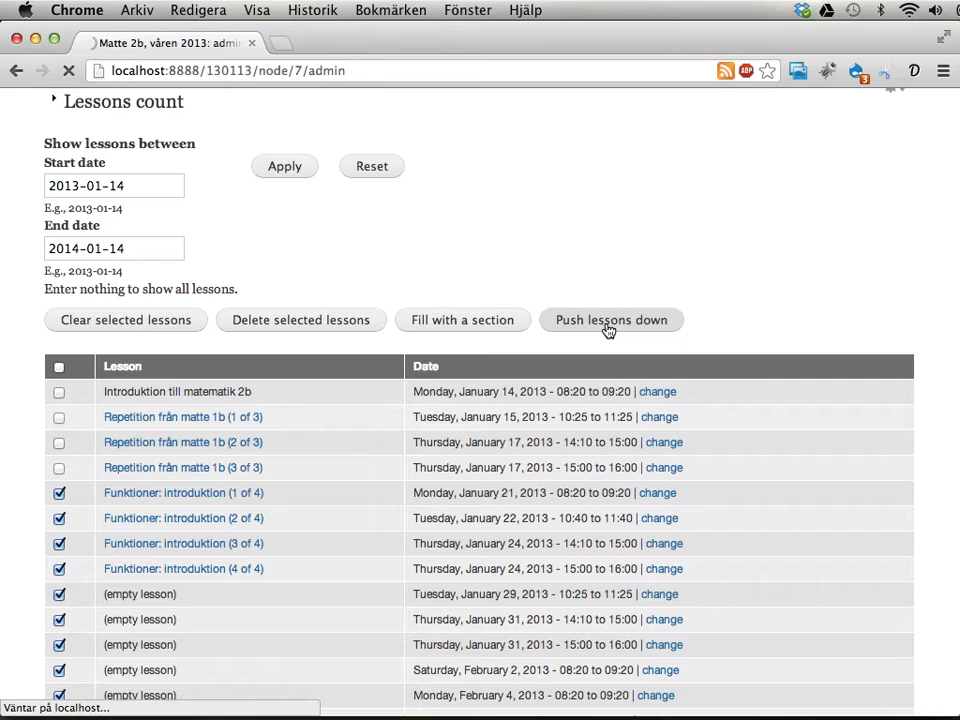 Chrome Arkiv Redigera Visa Historik Bokmärken Fönster Hjälp
Matte 2b, våren 2013: admin
localhost:8888/130113/node/7/admin
ABP 3 D
Lessons count
Show lessons between
Start date
Apply Reset
2013-01-14
E.g., 2013-01-14
End date
2014-01-14
E.g., 2013-01-14
Enter nothing to show all lessons.
Clear selected lessons Delete selected lessons Fill with a section Push lessons down
Lesson Date
Introduktion till matematik 2b Monday, January 14, 2013 - 08:20 to 09:20 | change
Repetition från matte 1b (1 of 3) Tuesday, January 15, 2013 - 10:25 to 11:25 | change
Repetition från matte 1b (2 of 3) Thursday, January 17, 2013 - 14:10 to 15:00 | change
Repetition från matte 1b (3 of 3) Thursday, January 17, 2013 - 15:00 to 16:00 | change
Funktioner: introduktion (1 of 4) Monday, January 21, 2013 - 08:20 to 09:20 | change
Funktioner: introduktion (2 of 4) Tuesday, January 22, 2013 - 10:40 to 11:40 | change
Funktioner: introduktion (3 of 4) Thursday, January 24, 2013 - 14:10 to 15:00 | change
Funktioner: introduktion (4 of 4) Thursday, January 24, 2013 - 15:00 to 16:00 | change
(empty lesson) Tuesday, January 29, 2013 - 10:25 to 11:25 | change
(empty lesson) Thursday, January 31, 2013 - 14:10 to 15:00 | change
(empty lesson) Thursday, January 31, 2013 - 15:00 to 16:00 | change
(empty lesson) Saturday, February 2, 2013 - 08:20 to 09:20 | change
(empty lesson) Monday, February 4, 2013 - 08:20 to 09:20 | change
Väntar på localhost...